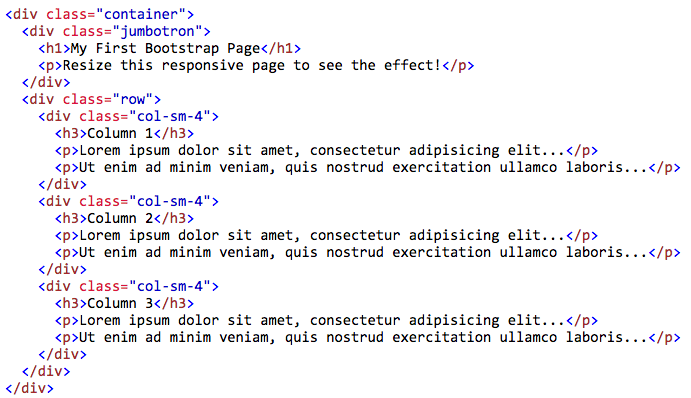 <div class="container">
  <div class="jumbotron">
    <h1>My First Bootstrap Page</h1>
    <p>Resize this responsive page to see the effect!</p>
  </div>
  <div class="row">
    <div class="col-sm-4">
      <h3>Column 1</h3>
      <p>Lorem ipsum dolor sit amet, consectetur adipisicing elit...</p>
      <p>Ut enim ad minim veniam, quis nostrud exercitation ullamco laboris...</p>
    </div>
    <div class="col-sm-4">
      <h3>Column 2</h3>
      <p>Lorem ipsum dolor sit amet, consectetur adipisicing elit...</p>
      <p>Ut enim ad minim veniam, quis nostrud exercitation ullamco laboris...</p>
    </div>
    <div class="col-sm-4">
      <h3>Column 3</h3>
      <p>Lorem ipsum dolor sit amet, consectetur adipisicing elit...</p>
      <p>Ut enim ad minim veniam, quis nostrud exercitation ullamco laboris...</p>
    </div>
  </div>
</div>